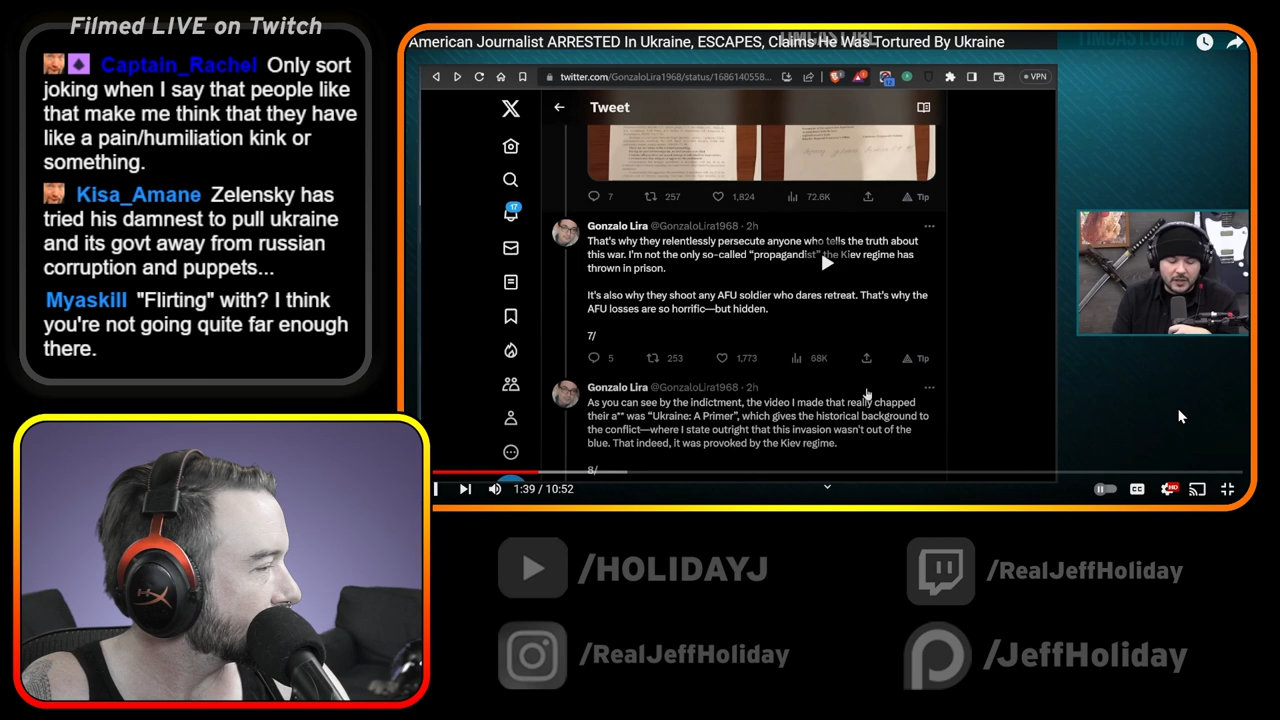 Filmed LIVE on Twitch
Captain_Rachel Only sort
joking when I say that people like
that make me think that they have
like a pain/humiliation kink or
something.
Kisa_Amane Zelensky has
tried his damnest to pull ukraine
and its govt away from russian
corruption and puppets...
Myaskill "Flirting" with? I think
you're not going quite far enough
there.
American Journalist ARRESTED In Ukraine, ESCAPES, Claims He Was Tortured By Ukraine
TIMCAST.COM
twitter.com/GonzaloLira1968/status/1686140558...
VPN
Tweet
7 257 1,824 72.6K Tip
17
Gonzalo Lira @GonzaloLira1968 · 2h
That's why they relentlessly persecute anyone who tells the truth about
this war. I'm not the only so-called “propagandist” the Kiev regime has
thrown in prison.
It's also why they shoot any AFU soldier who dares retreat. That's why the
AFU losses are so horrific—but hidden.
7/
5 253 1,773 68K Tip
Gonzalo Lira @GonzaloLira1968 · 2h
As you can see by the indictment, the video I made that really chapped
their a** was “Ukraine: A Primer”, which gives the historical background to
the conflict—where I state outright that this invasion wasn't out of the
blue. That indeed, it was provoked by the Kiev regime.
8/
1:39 / 10:52
CC
HD
/HOLIDAYJ
/RealJeffHoliday
/RealJeffHoliday
/JeffHoliday